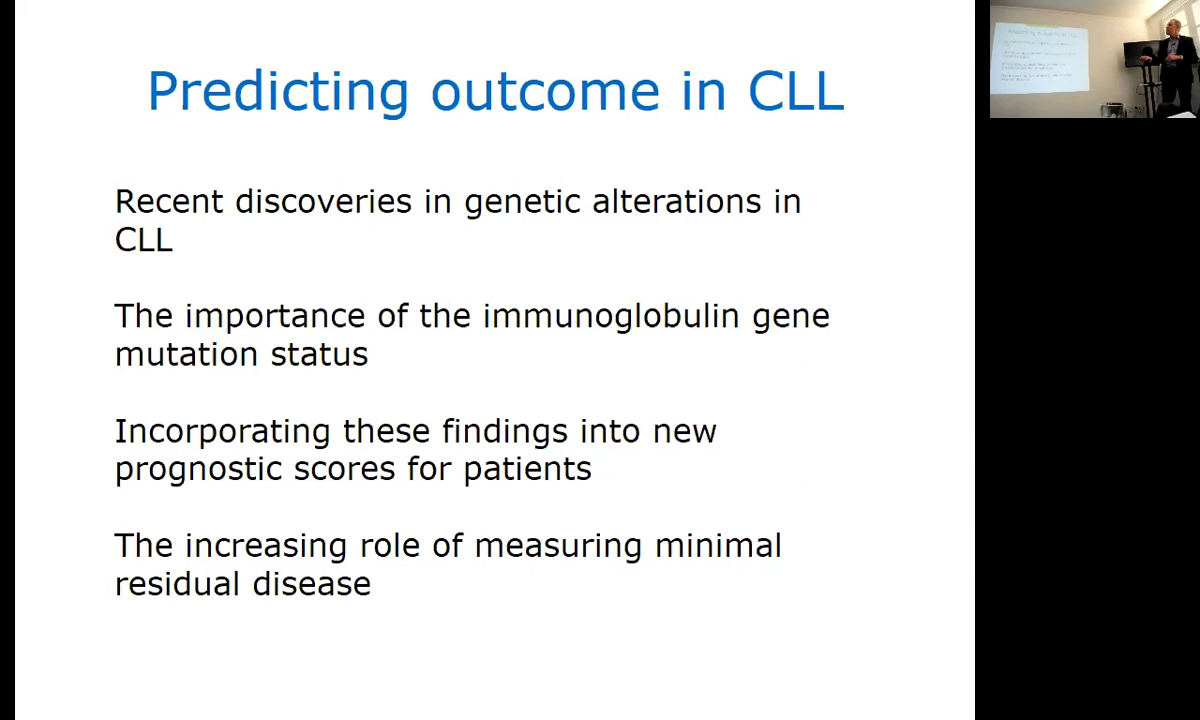 Predicting outcome in CLL
Recent discoveries in genetic alterations in
CLL
The importance of the immunoglobulin gene
mutation status
Incorporating these findings into new
prognostic scores for patients
The increasing role of measuring minimal
residual disease